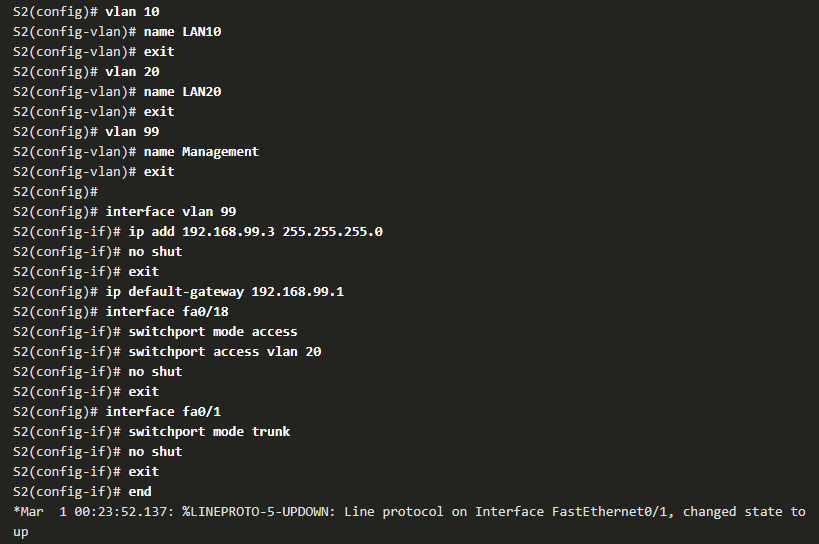 S2(config)# vlan 10
S2(config-vlan)# name LAN10
S2(config-vlan)# exit
S2(config)# vlan 20
S2(config-vlan)# name LAN20
S2(config-vlan)# exit
S2(config)# vlan 99
S2(config-vlan)# name Management
S2(config-vlan)# exit
S2(config)#
S2(config)# interface vlan 99
S2(config-if)# ip add 192.168.99.3 255.255.255.0
S2(config-if)# no shut
S2(config-if)# exit
S2(config)# ip default-gateway 192.168.99.1
S2(config)# interface fa0/18
S2(config-if)# switchport mode access
S2(config-if)# switchport access vlan 20
S2(config-if)# no shut
S2(config-if)# exit
S2(config)# interface fa0/1
S2(config-if)# switchport mode trunk
S2(config-if)# no shut
S2(config-if)# exit
S2(config-if)# end
*Mar  1 00:23:52.137: %LINEPROTO-5-UPDOWN: Line protocol on Interface FastEthernet0/1, changed state to
up